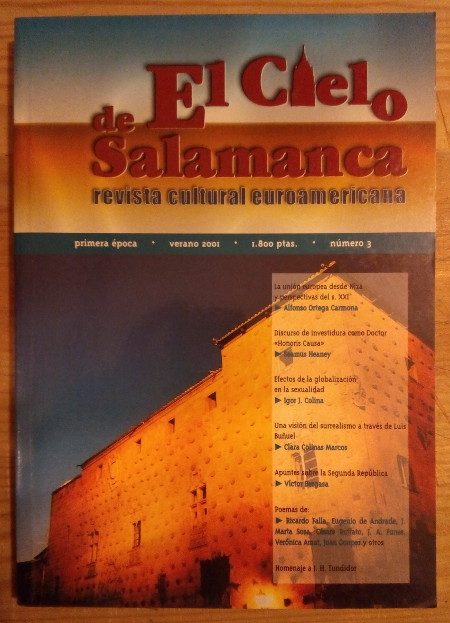 El Cielo
de
Salamanca
revista cultural euroamericana
primera época • verano 2001 • 1.800 ptas. • número 3
La unión europea desde
y perspectivas del s. XXI
► Alfonso Ortega Carmona
Discurso de investidura como Doctor
«Honoris Causa»
► Seamus Heaney
Efectos de la globalización
en la sexualidad
► Igor J. Colina
Una visión del surrealismo a través de Luis
Buñuel
► Clara Colinas Marcos
Apuntes sobre la Segunda República
► Víctor Bergasa
Poemas de:
► Ricardo Falla, Eugenio de Andrade, J.
María Sosa, J. A.
Verónica Amat, y otros
Homenaje a J. H. Tundidor